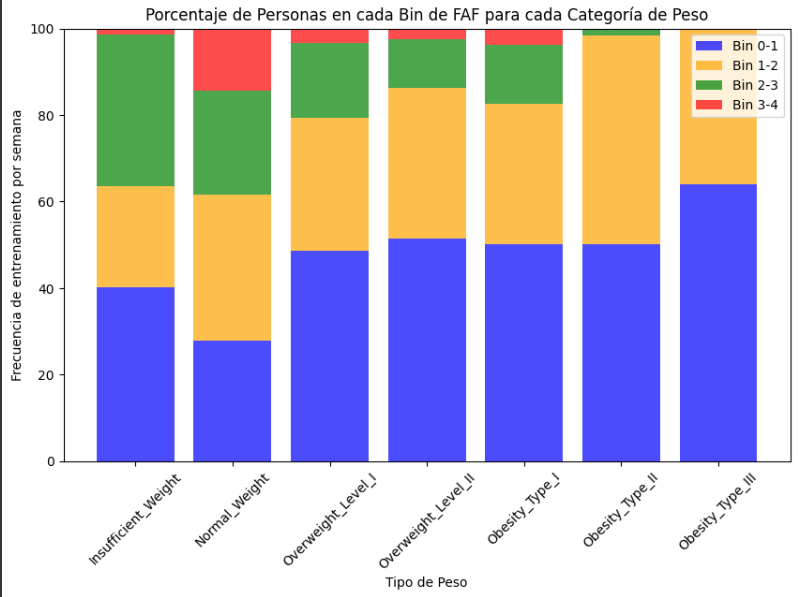 Porcentaje de Personas en cada Bin de FAF para cada Categoría de Peso
100
80
60
40
20
0
Frecuencia de entrenamiento por semana
Bin 0-1
Bin 1-2
Bin 2-3
Bin 3-4
Insufficient_Weight
Normal_Weight
Overweight_Level_I
Overweight_Level_II
Obesity_Type_I
Obesity_Type_II
Obesity_Type_III
Tipo de Peso